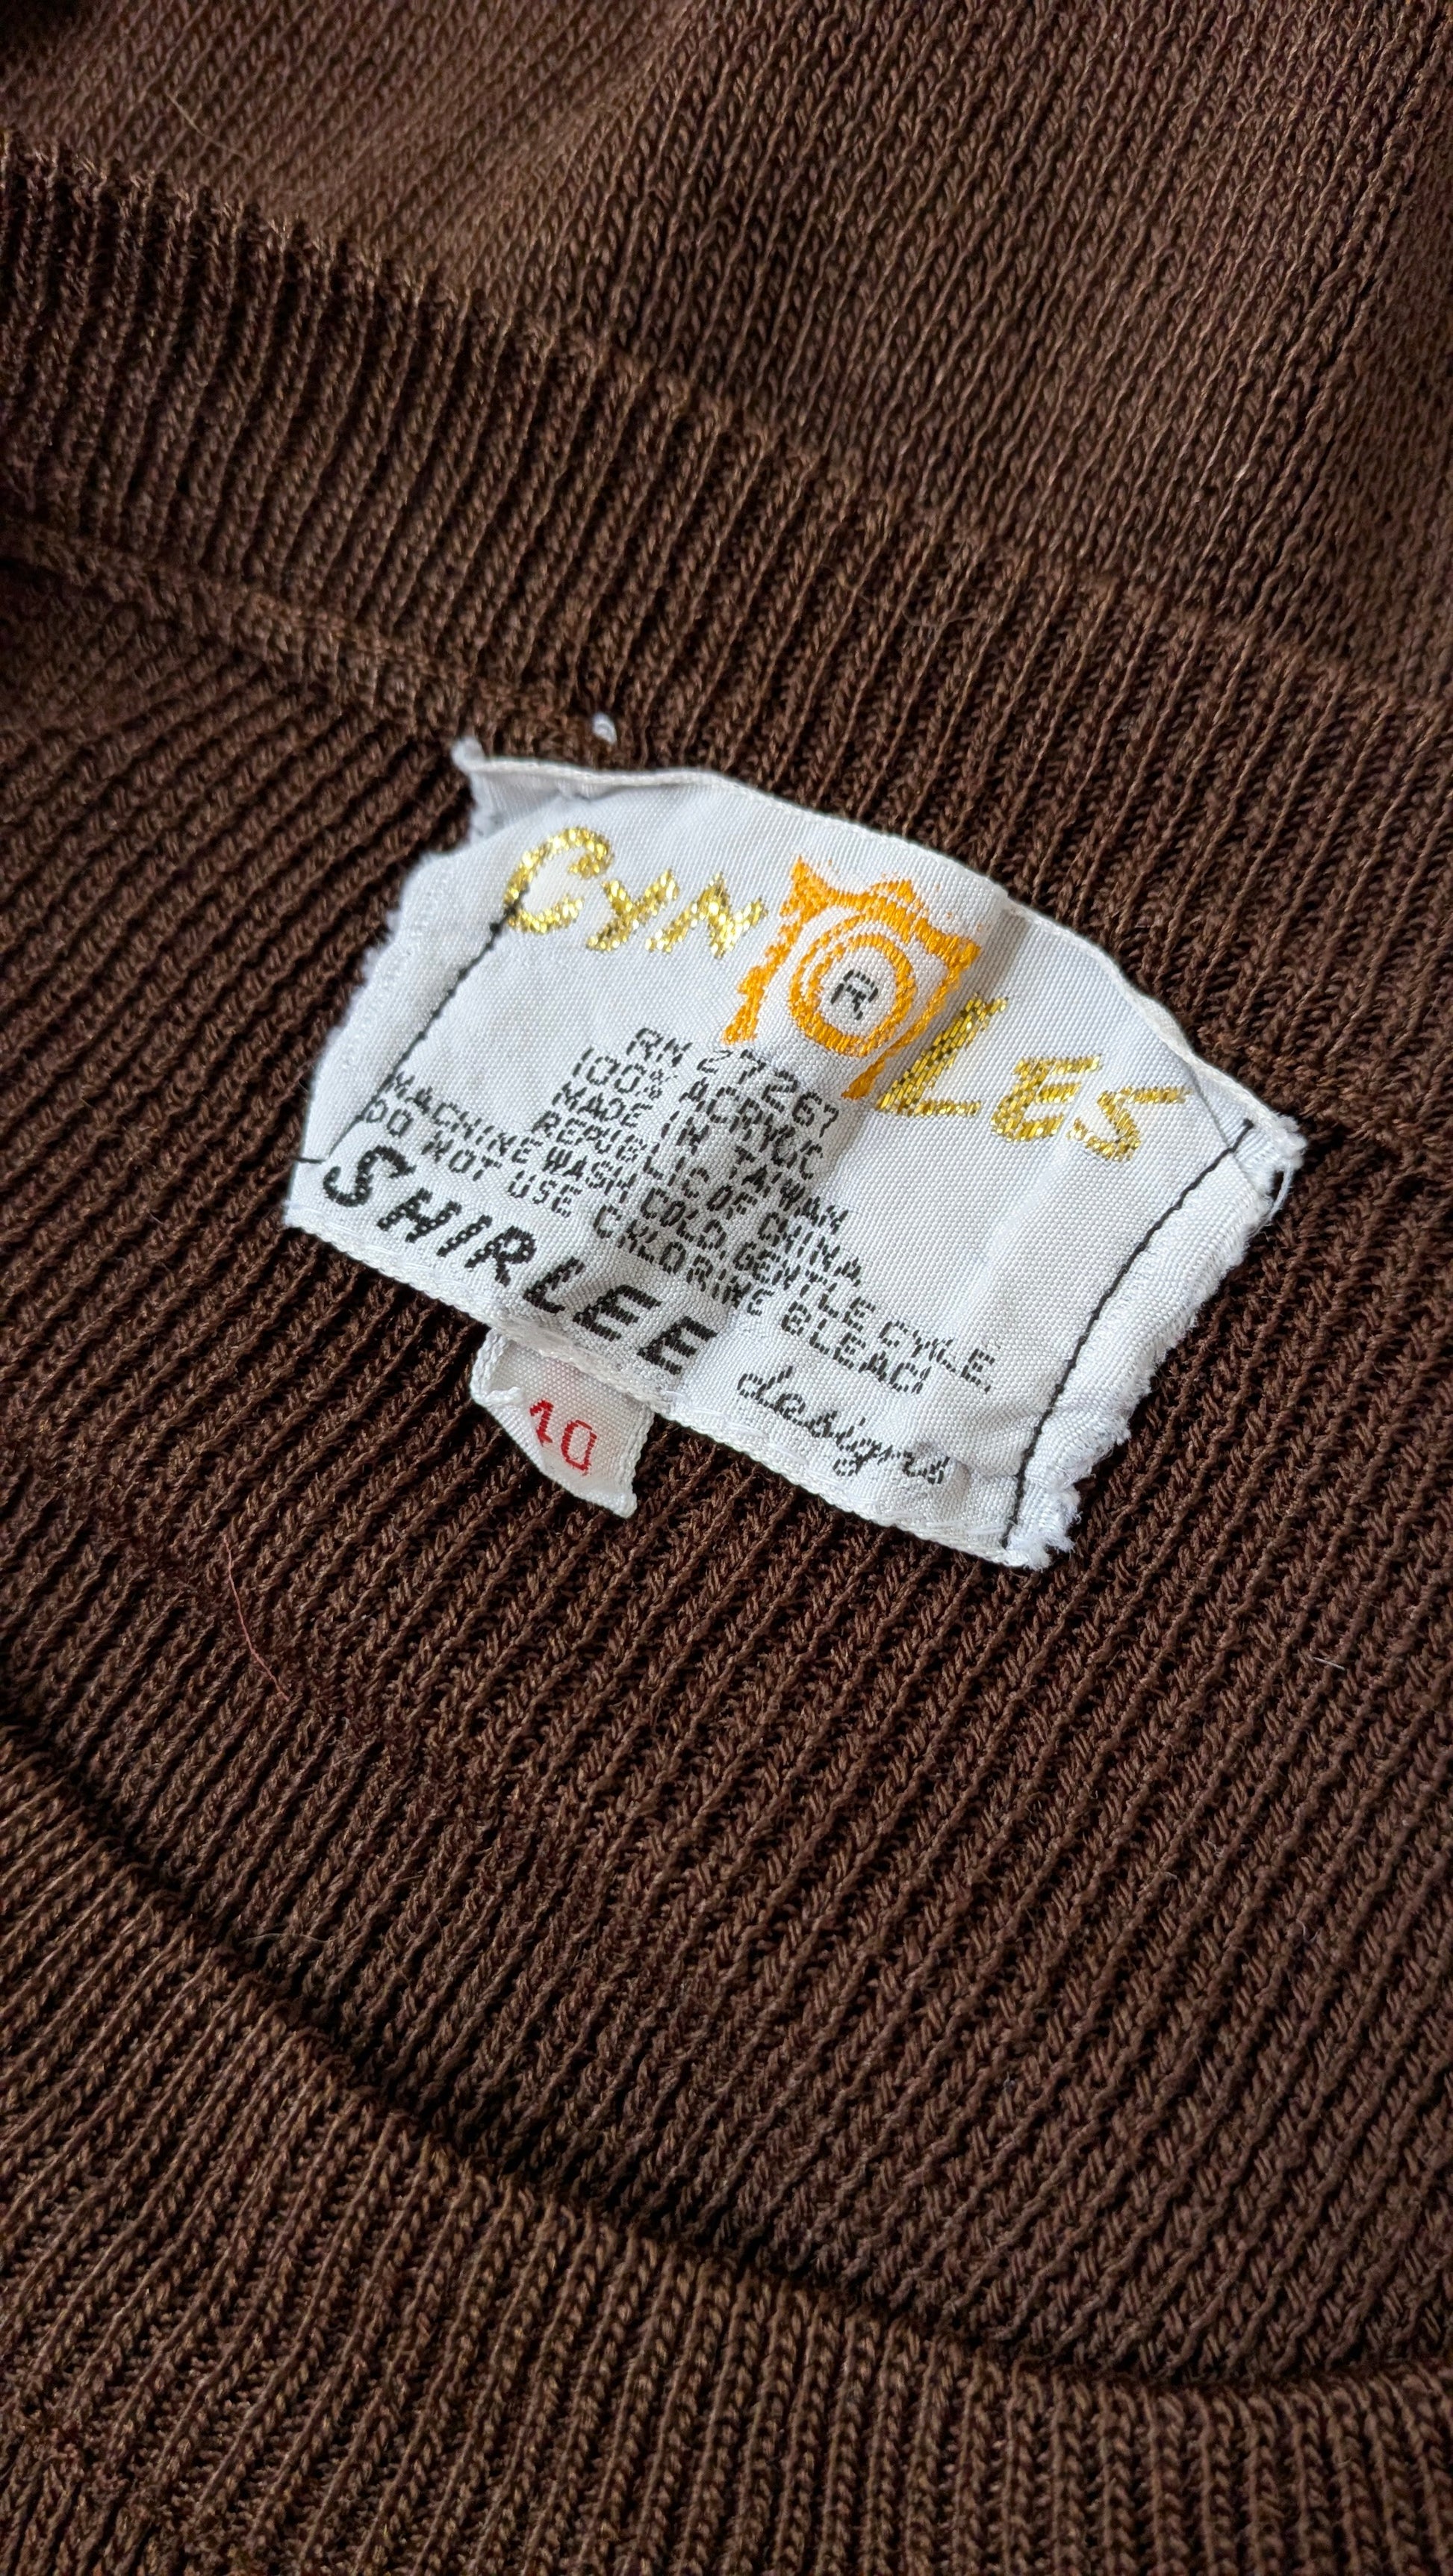 CYN LES
R
RN 27267
100% ACRYLIC
MADE IN TAIWAN
REPUBLIC OF CHINA
MACHINE WASH COLD, GENTLE CYCLE.
DO NOT USE CHLORINE BLEACH
SHIRLEE designs
40